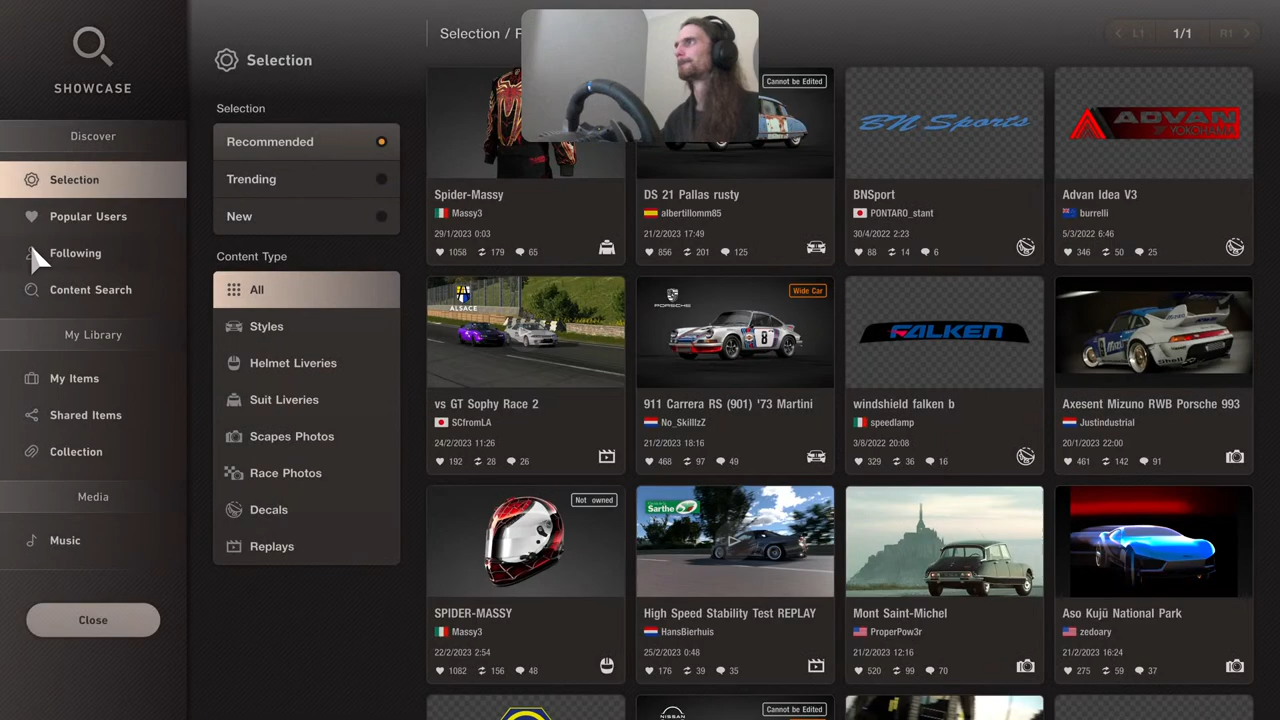 SHOWCASE
Discover
Selection
Popular Users
Following
Content Search
My Library
My Items
Shared Items
Collection
Media
Music
Close
Selection
Selection
Recommended
Trending
New
Content Type
All
Styles
Helmet Liveries
Suit Liveries
Scapes Photos
Race Photos
Decals
Replays
Selection /
L1 1/1 R1
Spider-Massy
Massy3
29/1/2023 0:03
1058 179 65
Cannot be Edited
DS 21 Pallas rusty
albertillomm85
21/2/2023 17:49
856 201 125
BN Sports
BNSport
PONTARO_stant
30/4/2022 2:23
88 14 6
ADVAN
YOKOHAMA
Advan Idea V3
burrelli
5/3/2022 6:46
346 50 25
ALSACE
vs GT Sophy Race 2
SCfromLA
24/2/2023 11:26
192 28 26
PORSCHE
Wide Car
8
911 Carrera RS (901) '73 Martini
No_SkillzZ
21/2/2023 18:16
468 97 49
FALKEN
windshield falken b
speedlamp
3/8/2022 20:08
329 36 16
Axesent Mizuno RWB Porsche 993
Justindustrial
20/1/2023 22:00
461 142 91
Not owned
SPIDER-MASSY
Massy3
22/2/2023 2:54
1082 156 48
Sarthe
High Speed Stability Test REPLAY
HansBierhuis
25/2/2023 0:48
176 39 35
Mont Saint-Michel
ProperPow3r
21/2/2023 12:16
520 99 70
Aso Kujū National Park
zedoary
21/2/2023 16:24
275 59 37
NISSAN
Cannot be Edited